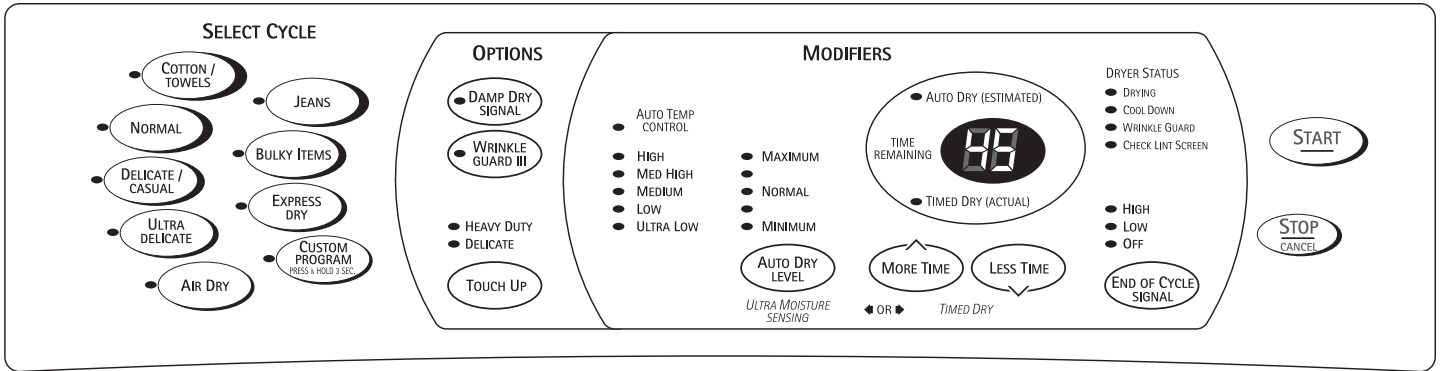 SELECT CYCLE
COTTON /
TOWELS
JEANS
NORMAL
BULKY ITEMS
DELICATE /
CASUAL
EXPRESS
DRY
ULTRA
DELICATE
CUSTOM
PROGRAM
PRESS & HOLD 3 SEC.
AIR DRY
OPTIONS
DAMP DRY
SIGNAL
WRINKLE
GUARD III
HEAVY DUTY
DELICATE
TOUCH UP
MODIFIERS
AUTO TEMP
CONTROL
HIGH
MED HIGH
MEDIUM
LOW
ULTRA LOW
MAXIMUM
NORMAL
MINIMUM
AUTO DRY
LEVEL
ULTRA MOISTURE
SENSING
OR
TIMED DRY
AUTO DRY (ESTIMATED)
TIME
REMAINING
45
TIMED DRY (ACTUAL)
MORE TIME
LESS TIME
DRYER STATUS
DRYING
COOL DOWN
WRINKLE GUARD
CHECK LINT SCREEN
HIGH
LOW
OFF
END OF CYCLE
SIGNAL
START
STOP
CANCEL